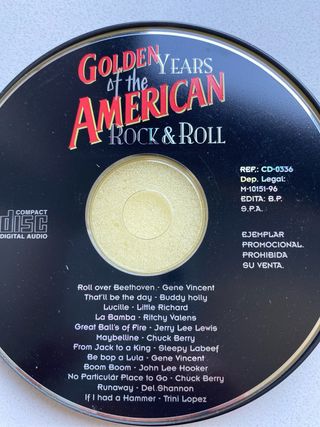 GOLDEN YEARS
of the
AMERICAN
ROCK & ROLL
REF.: CD-0336
Dep. Legal:
M-10151-96
EDITA: B.P.
S.P.A.
COMPACT
disc
DIGITAL AUDIO
EJEMPLAR
PROMOCIONAL.
PROHIBIDA
SU VENTA.
Roll over Beethoven · Gene Vincent
That'll be the day · Buddy holly
Lucille · Little Richard
La Bamba · Ritchy Valens
Great Ball's of Fire · Jerry Lee Lewis
Maybelline · Chuck Berry
From Jack to a King · Sleepy Labeef
Be bop a Lula · Gene Vincent
Boom Boom · John Lee Hooker
No Particulár Place to Go · Chuck Berry
Runaway · Del Shannon
If I had a Hammer · Trini Lopez